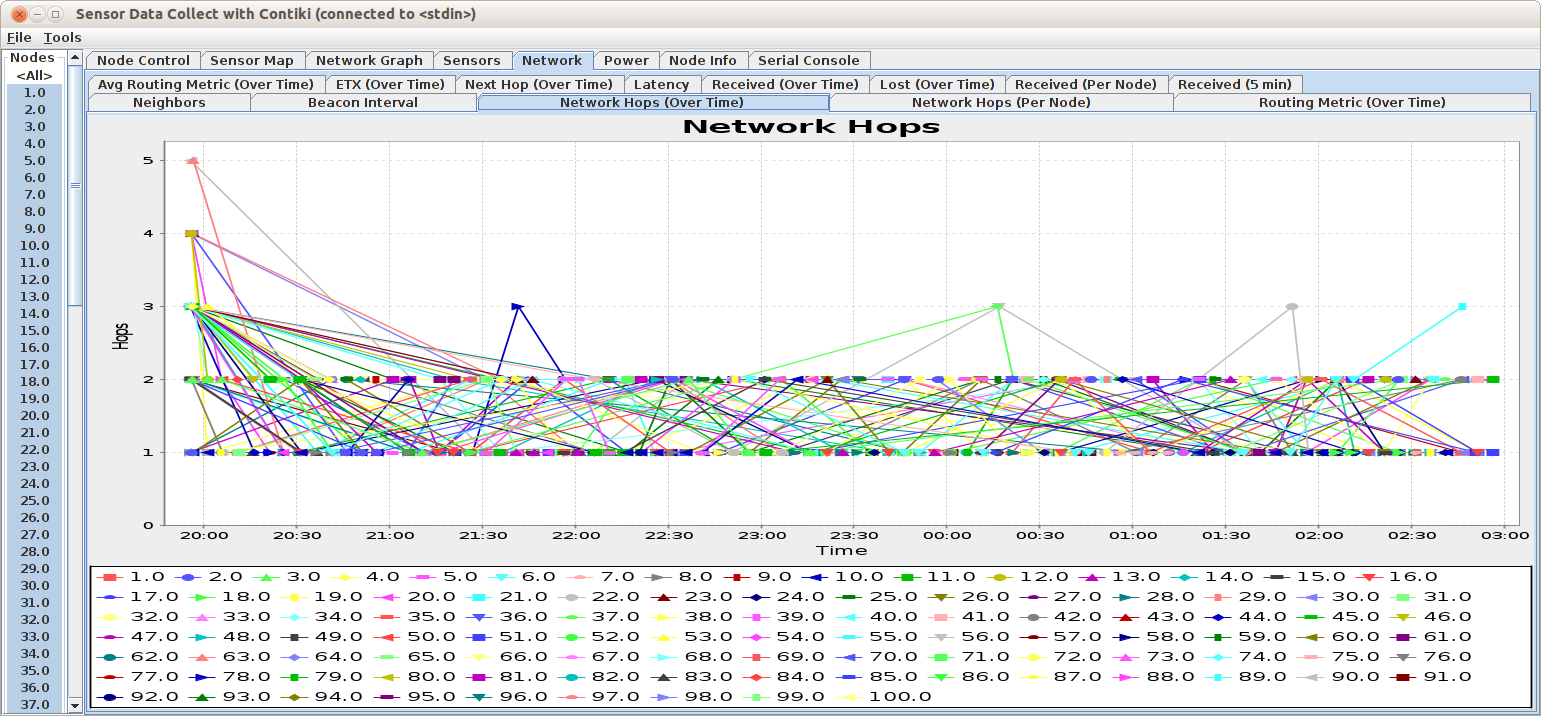 Sensor Data Collect with Contiki (connected to <stdin>)
File Tools
Nodes
<All>
1.0
2.0
3.0
4.0
5.0
6.0
7.0
8.0
9.0
10.0
11.0
12.0
13.0
14.0
15.0
16.0
17.0
18.0
19.0
20.0
21.0
22.0
23.0
24.0
25.0
26.0
27.0
28.0
29.0
30.0
31.0
32.0
33.0
34.0
35.0
36.0
37.0
Node Control Sensor Map Network Graph Sensors Network Power Node Info Serial Console
Avg Routing Metric (Over Time) ETX (Over Time) Next Hop (Over Time) Latency Received (Over Time) Lost (Over Time) Received (Per Node) Received (5 min)
Neighbors Beacon Interval Network Hops (Over Time) Network Hops (Per Node) Routing Metric (Over Time)
Network Hops
Hops
5
4
3
2
1
0
20:00 20:30 21:00 21:30 22:00 22:30 23:00 23:30 00:00 00:30 01:00 01:30 02:00 02:30 03:00
Time
1.0 2.0 3.0 4.0 5.0 6.0 7.0 8.0 9.0 10.0 11.0 12.0 13.0 14.0 15.0 16.0
17.0 18.0 19.0 20.0 21.0 22.0 23.0 24.0 25.0 26.0 27.0 28.0 29.0 30.0 31.0
32.0 33.0 34.0 35.0 36.0 37.0 38.0 39.0 40.0 41.0 42.0 43.0 44.0 45.0 46.0
47.0 48.0 49.0 50.0 51.0 52.0 53.0 54.0 55.0 56.0 57.0 58.0 59.0 60.0 61.0
62.0 63.0 64.0 65.0 66.0 67.0 68.0 69.0 70.0 71.0 72.0 73.0 74.0 75.0 76.0
77.0 78.0 79.0 80.0 81.0 82.0 83.0 84.0 85.0 86.0 87.0 88.0 89.0 90.0 91.0
92.0 93.0 94.0 95.0 96.0 97.0 98.0 99.0 100.0